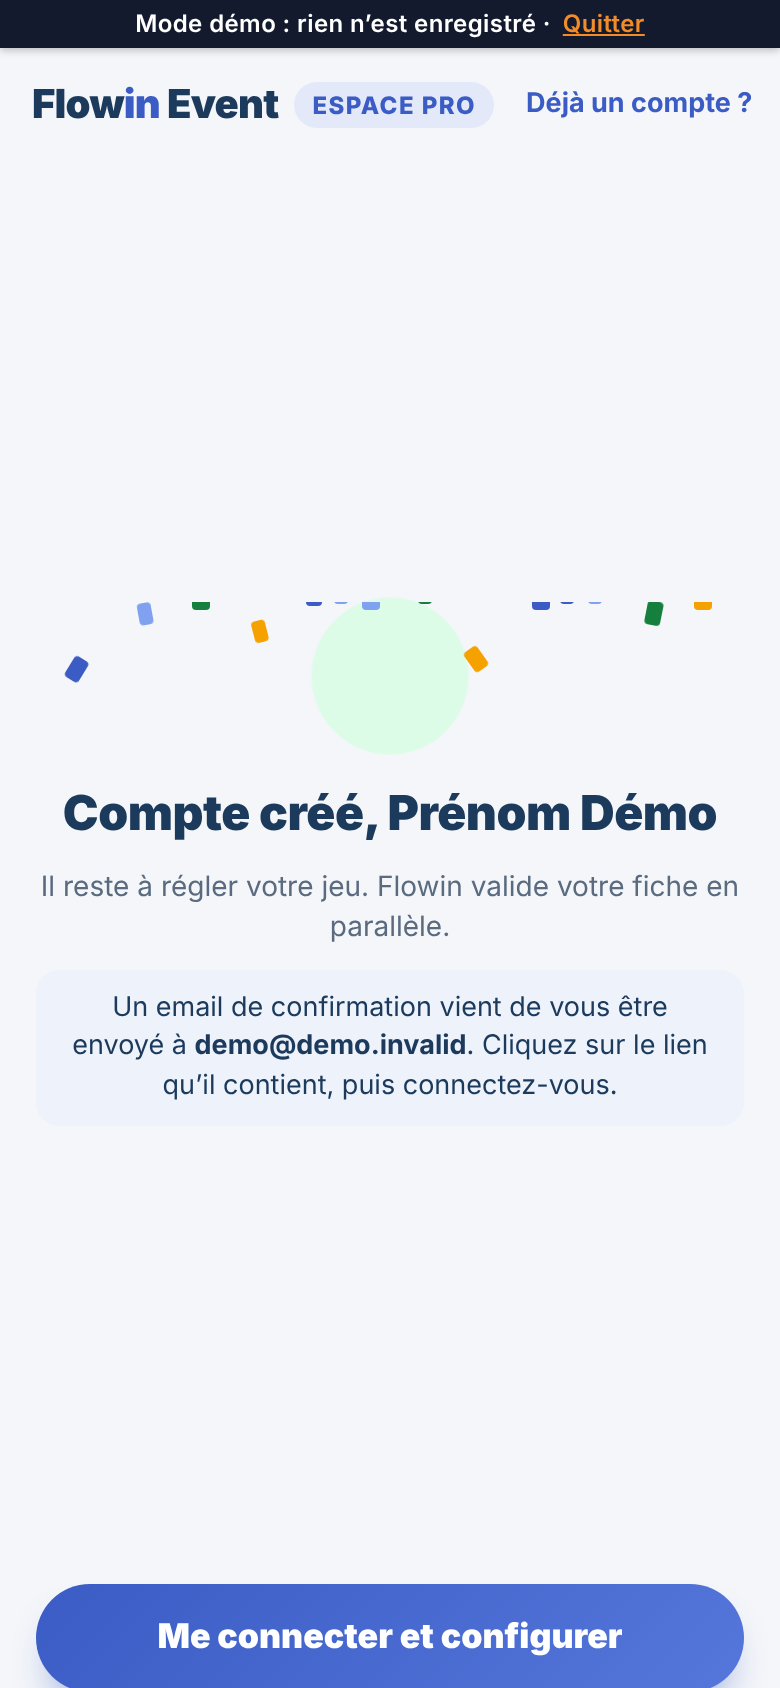 Mode démo : rien n’est enregistré · Quitter
Flowin Event ESPACE PRO Déjà un compte ?
Compte créé, Prénom Démo
Il reste à régler votre jeu. Flowin valide votre fiche en
parallèle.
Un email de confirmation vient de vous être
envoyé à demo@demo.invalid. Cliquez sur le lien
qu’il contient, puis connectez-vous.
Me connecter et configurer